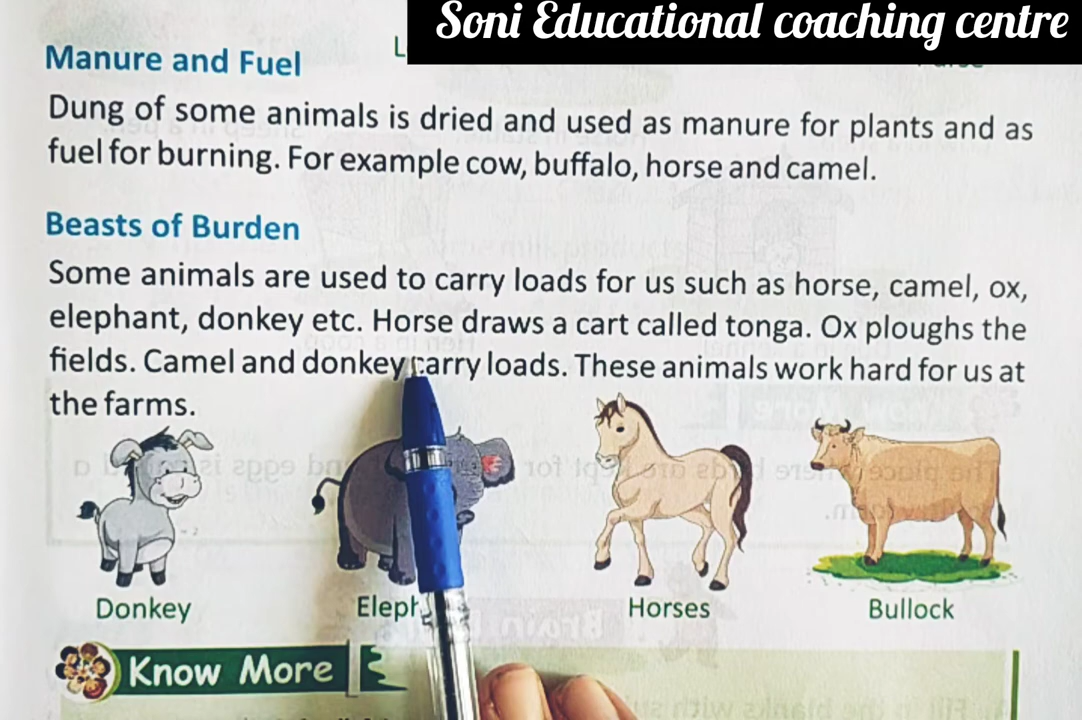 Soni Educational coaching centre
Manure and Fuel
Dung of some animals is dried and used as manure for plants and as
fuel for burning. For example cow, buffalo, horse and camel.
Beasts of Burden
Some animals are used to carry loads for us such as horse, camel, ox,
elephant, donkey etc. Horse draws a cart called tonga. Ox ploughs the
fields. Camel and donkey carry loads. These animals work hard for us at
the farms.
Donkey
Horses
Bullock
Know More